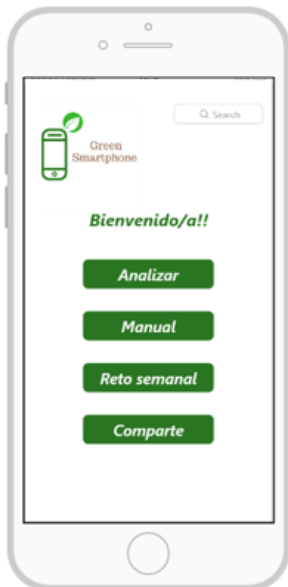 Search
Green
Smartphone
Bienvenido/a!!
Analizar
Manual
Reto semanal
Comparte